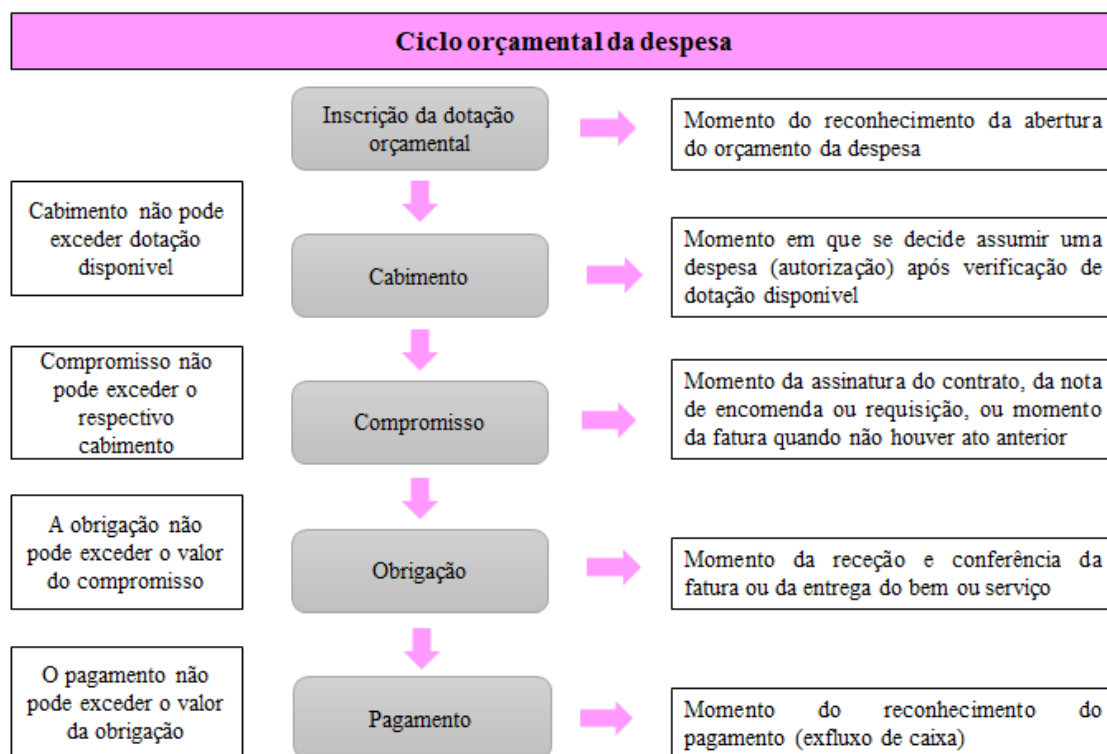 Ciclo orçamental da despesa
Inscrição da dotação
orçamental
Momento do reconhecimento da abertura
do orçamento da despesa
Cabimento não pode
exceder dotação
disponível
Cabimento
Momento em que se decide assumir uma
despesa (autorização) após verificação de
dotação disponível
Compromisso não
pode exceder o
respectivo
cabimento
Compromisso
Momento da assinatura do contrato, da nota
de encomenda ou requisição, ou momento
da fatura quando não houver ato anterior
A obrigação não
pode exceder o valor
do compromisso
Obrigação
Momento da receção e conferência da
fatura ou da entrega do bem ou serviço
O pagamento não
pode exceder o valor
da obrigação
Pagamento
Momento do reconhecimento do
pagamento (exfluxo de caixa)